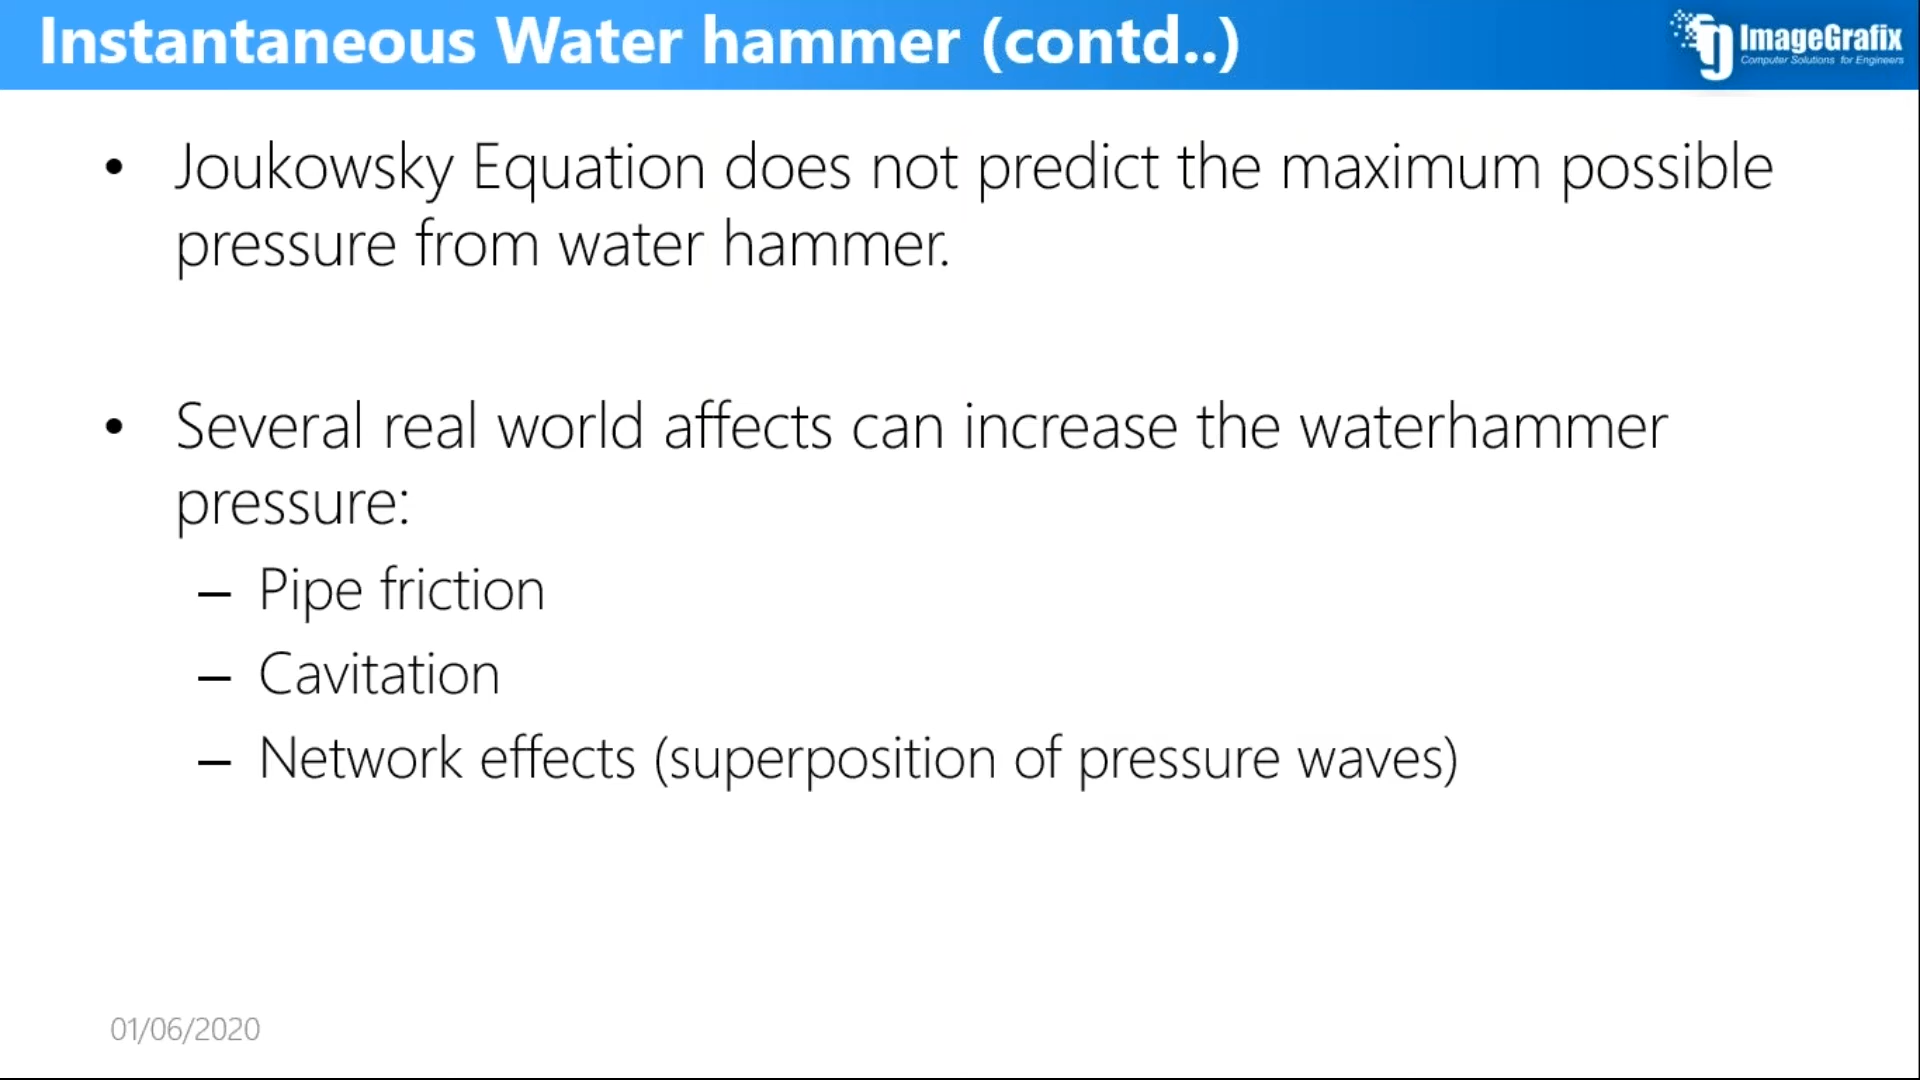 Instantaneous Water hammer (contd..)
ImageGrafix
Computer Solutions for Engineers
• Joukowsky Equation does not predict the maximum possible
pressure from water hammer.
• Several real world affects can increase the waterhammer
pressure:
– Pipe friction
– Cavitation
– Network effects (superposition of pressure waves)
01/06/2020